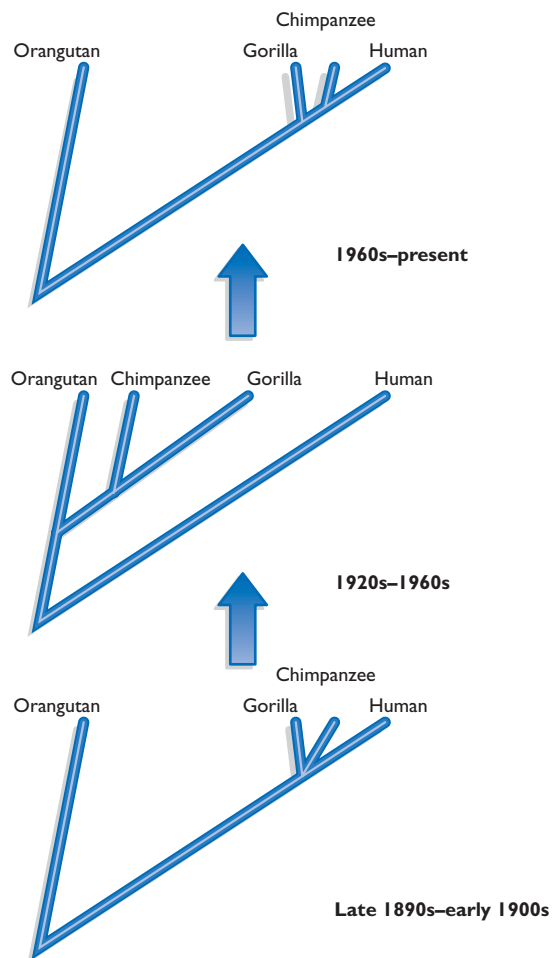 Chimpanzee
Orangutan Gorilla Human
1960s–present
Orangutan Chimpanzee Gorilla Human
1920s–1960s
Chimpanzee
Orangutan Gorilla Human
Late 1890s–early 1900s